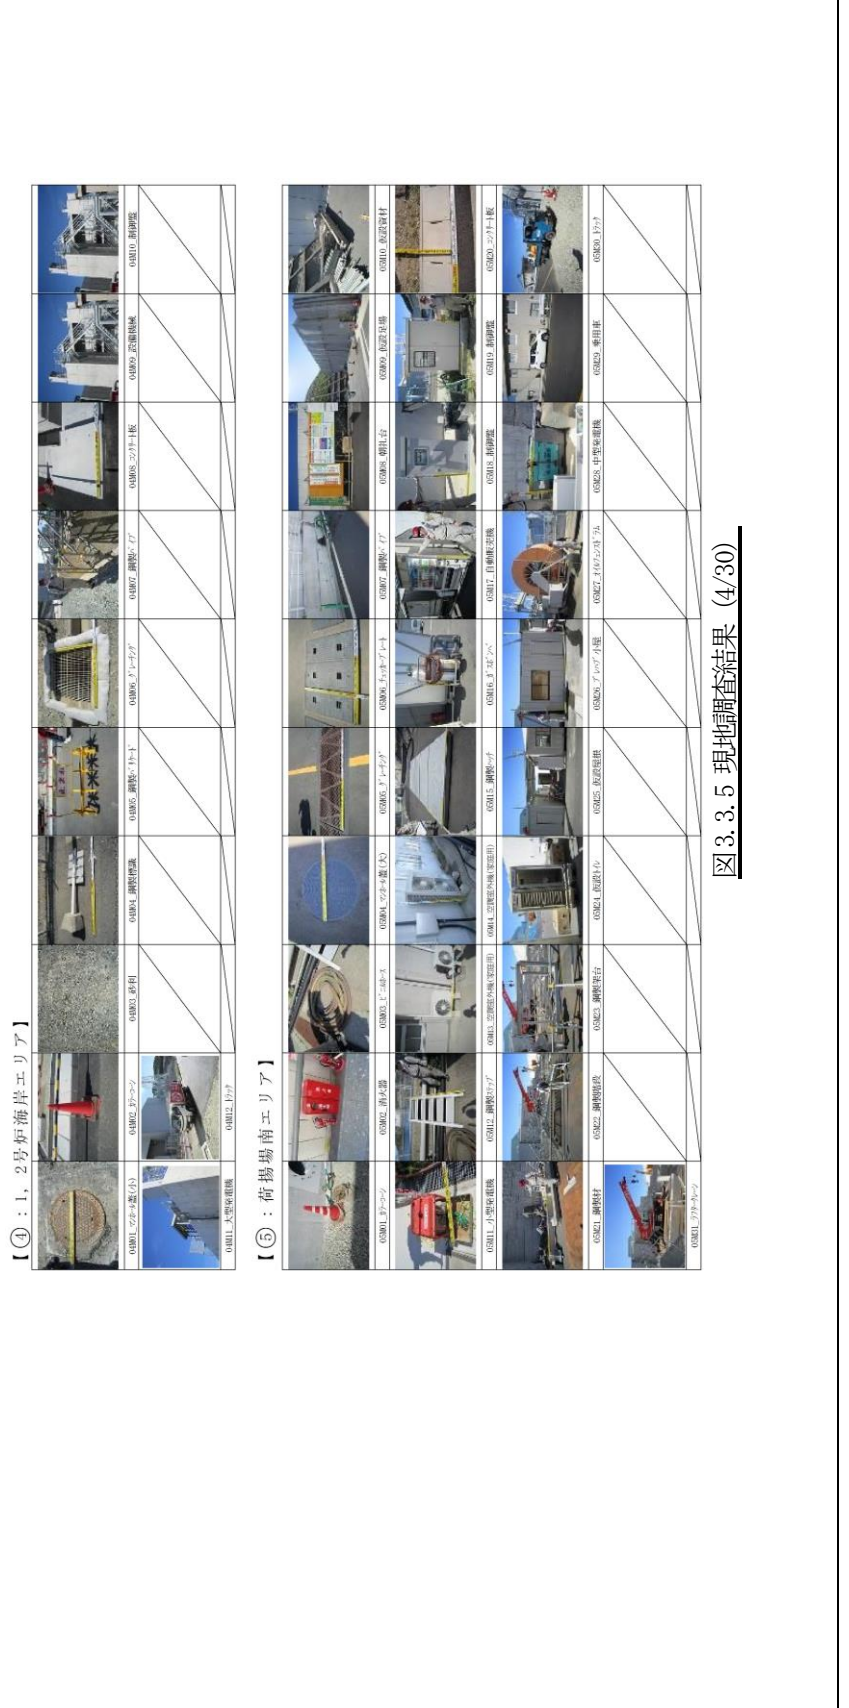 【④：1，2号炉海岸エリア】
04M01_マンホール蓋(小)
04M02_カラーコーン
04M03_砂利
04M04_鋼製標識
04M05_鋼製バリケード
04M06_グレーチング
04M07_鋼製パイプ
04M08_コンクリート板
04M09_設備機械
04M10_制御盤
04M11_大型発電機
04M12_トラック
【⑤：荷揚場南エリア】
05M01_カラーコーン
05M02_消火器
05M03_ビニルホース
05M04_マンホール蓋(大)
05M05_グレーチング
05M06_チェッカープレート
05M07_鋼製パイプ
05M08_朝礼台
05M09_仮設足場
05M10_仮設資材
05M11_小型発電機
05M12_鋼製ステップ
05M13_空調室外機(家庭用)
05M14_空調室外機(家庭用)
05M15_鋼製ハッチ
05M16_ガスボンベ
05M17_自動販売機
05M18_制御盤
05M19_制御盤
05M20_コンクリート板
05M21_鋼製材
05M22_鋼製階段
05M23_鋼製架台
05M24_仮設トイレ
05M25_仮設屋根
05M26_プレハブ小屋
05M27_オイルフェンスドラム
05M28_中型発電機
05M29_乗用車
05M30_トラック
05M31_ラフタークレーン
図3.3.5 現地調査結果 (4/30)